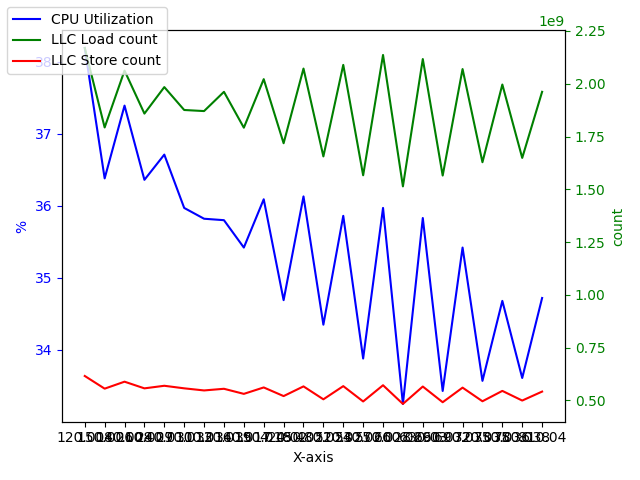 CPU Utilization
LLC Load count
LLC Store count
1e9
38
37
36
35
34
%
2.25
2.00
1.75
1.50
1.25
1.00
0.75
0.50
count
X-axis